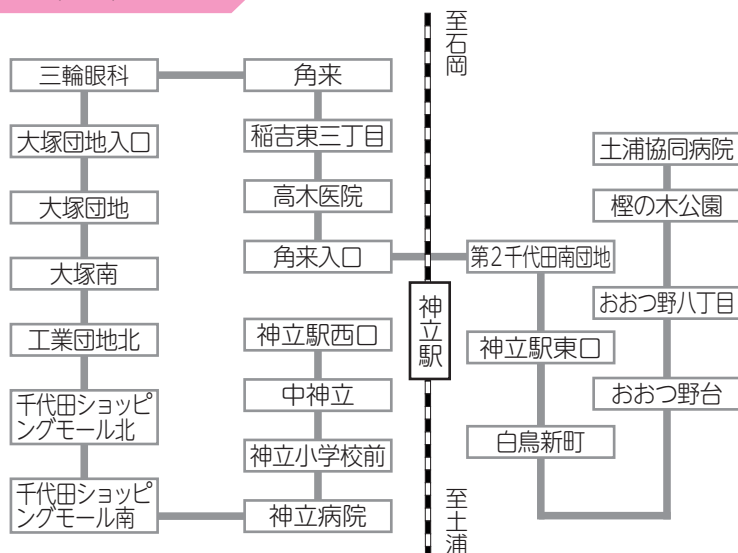 至石岡
三輪眼科
角来
大塚団地入口
稲吉東三丁目
土浦協同病院
大塚団地
高木医院
樫の木公園
大塚南
角来入口
第2千代田南団地
神立駅
おおつ野八丁目
工業団地北
神立駅西口
神立駅東口
千代田ショッピ
ングモール北
中神立
おおつ野台
神立小学校前
白鳥新町
千代田ショッピ
ングモール南
神立病院
至土浦